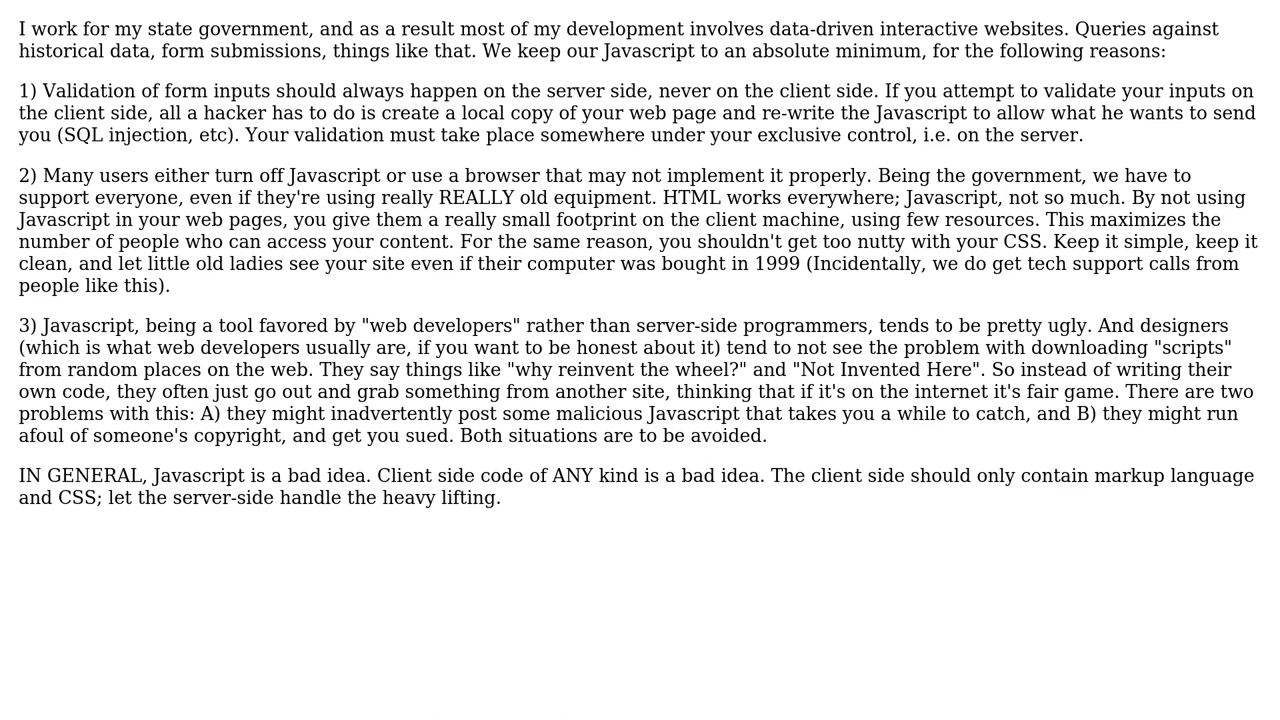 I work for my state government, and as a result most of my development involves data-driven interactive websites. Queries against
historical data, form submissions, things like that. We keep our Javascript to an absolute minimum, for the following reasons:
1) Validation of form inputs should always happen on the server side, never on the client side. If you attempt to validate your inputs on
the client side, all a hacker has to do is create a local copy of your web page and re-write the Javascript to allow what he wants to send
you (SQL injection, etc). Your validation must take place somewhere under your exclusive control, i.e. on the server.
2) Many users either turn off Javascript or use a browser that may not implement it properly. Being the government, we have to
support everyone, even if they're using really REALLY old equipment. HTML works everywhere; Javascript, not so much. By not using
Javascript in your web pages, you give them a really small footprint on the client machine, using few resources. This maximizes the
number of people who can access your content. For the same reason, you shouldn't get too nutty with your CSS. Keep it simple, keep it
clean, and let little old ladies see your site even if their computer was bought in 1999 (Incidentally, we do get tech support calls from
people like this).
3) Javascript, being a tool favored by "web developers" rather than server-side programmers, tends to be pretty ugly. And designers
(which is what web developers usually are, if you want to be honest about it) tend to not see the problem with downloading "scripts"
from random places on the web. They say things like "why reinvent the wheel?" and "Not Invented Here". So instead of writing their
own code, they often just go out and grab something from another site, thinking that if it's on the internet it's fair game. There are two
problems with this: A) they might inadvertently post some malicious Javascript that takes you a while to catch, and B) they might run
afoul of someone's copyright, and get you sued. Both situations are to be avoided.
IN GENERAL, Javascript is a bad idea. Client side code of ANY kind is a bad idea. The client side should only contain markup language
and CSS; let the server-side handle the heavy lifting.